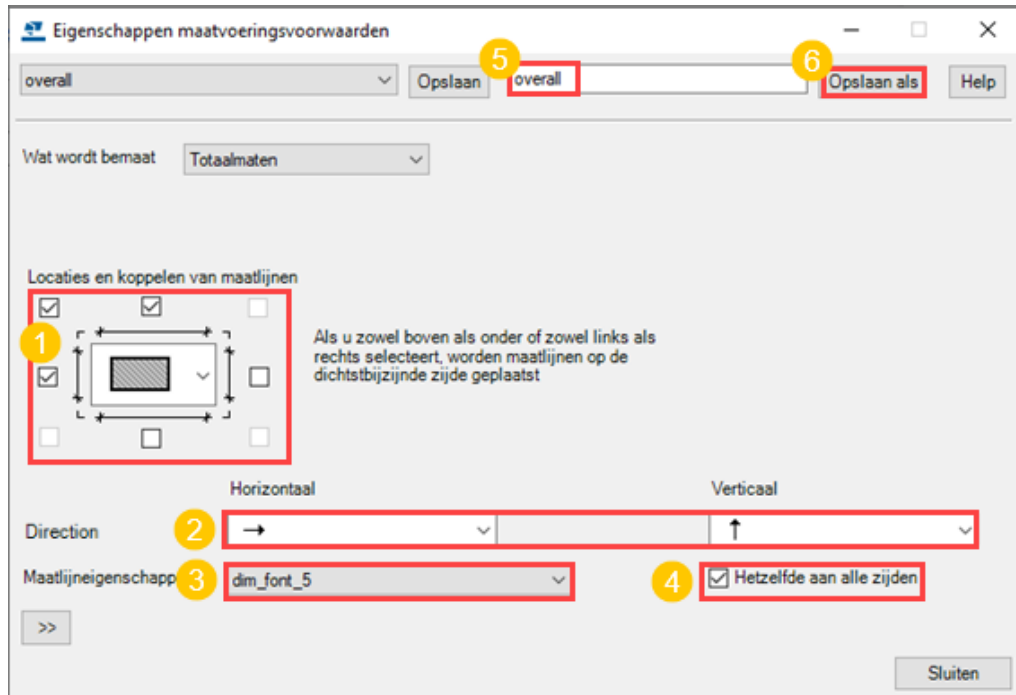 Eigenschappen maatvoeringsvoorwaarden
5
6
overall
Opslaan
overall
Opslaan als
Help
Wat wordt bemaat
Totaalmaten
Locaties en koppelen van maatlijnen
1
Als u zowel boven als onder of zowel links als
rechts selecteert, worden maatlijnen op de
dichtstbijzijnde zijde geplaatst
Horizontaal
Verticaal
Direction
2
Maatlijneigenschapp
3
dim_font_5
4
Hetzelfde aan alle zijden
>>
Sluiten